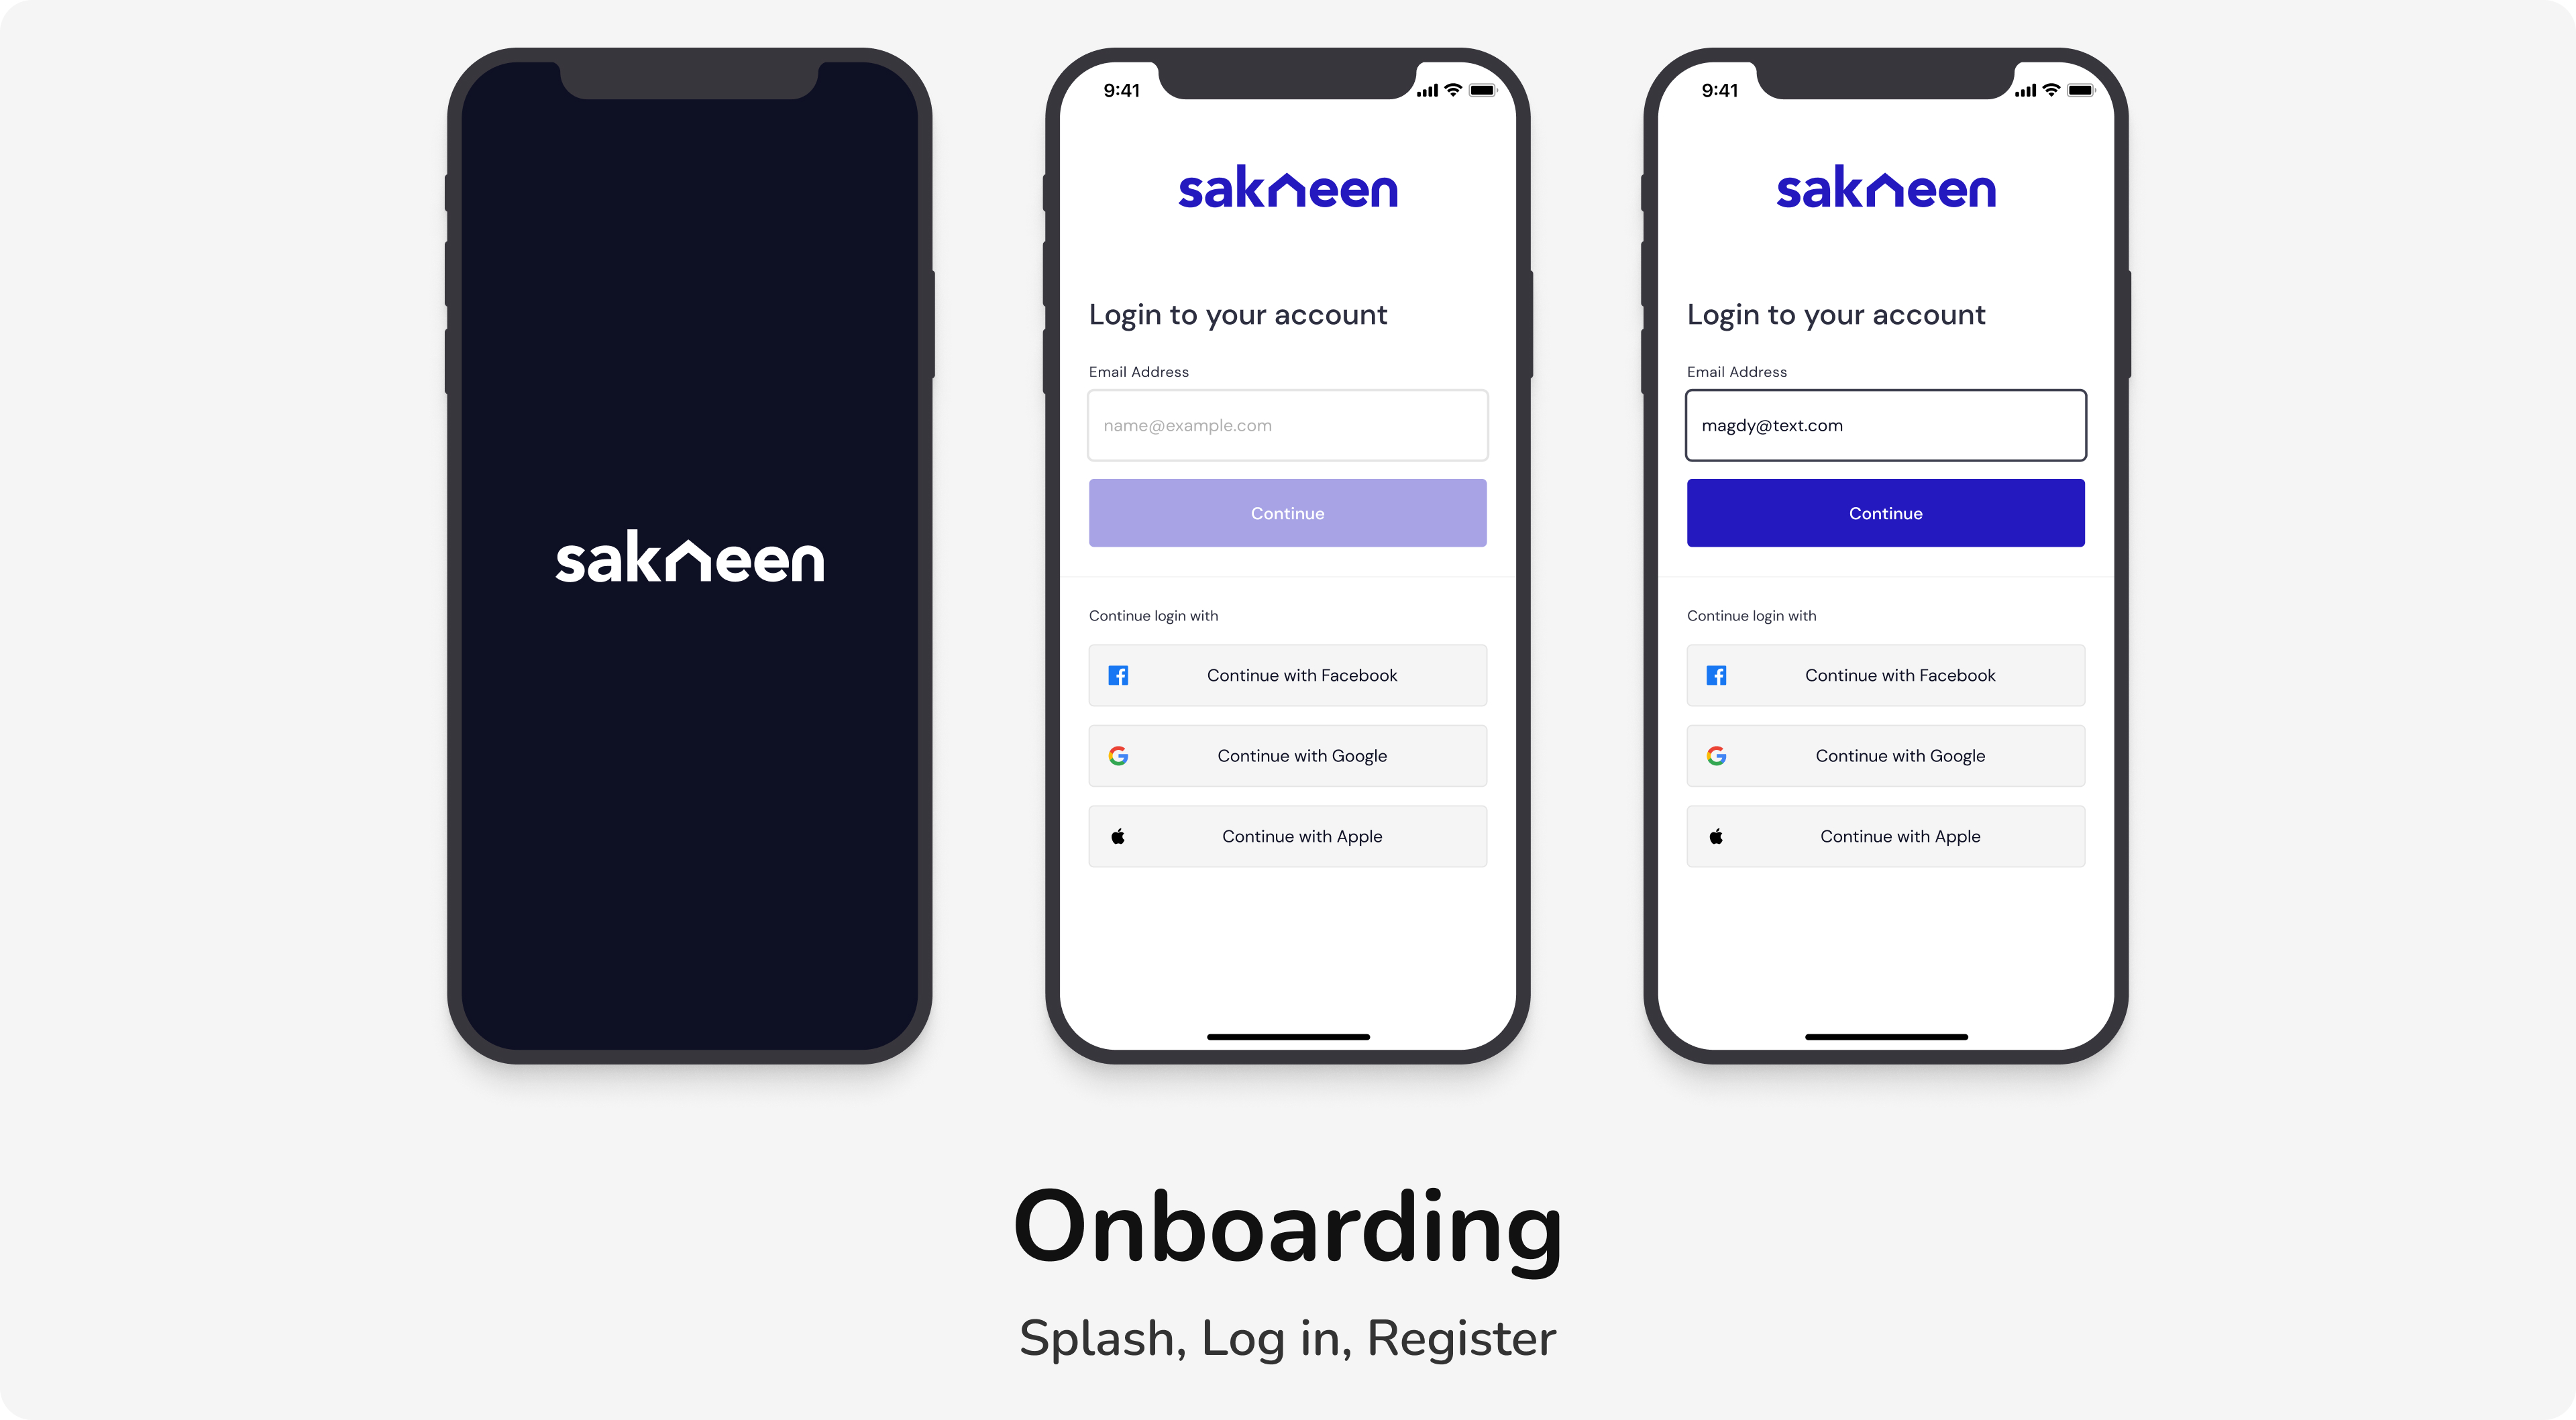 sakneen
9:41
sakneen
Login to your account
Email Address
name@example.com
Continue
Continue login with
Continue with Facebook
Continue with Google
Continue with Apple
9:41
sakneen
Login to your account
Email Address
magdy@text.com
Continue
Continue login with
Continue with Facebook
Continue with Google
Continue with Apple
Onboarding
Splash, Log in, Register